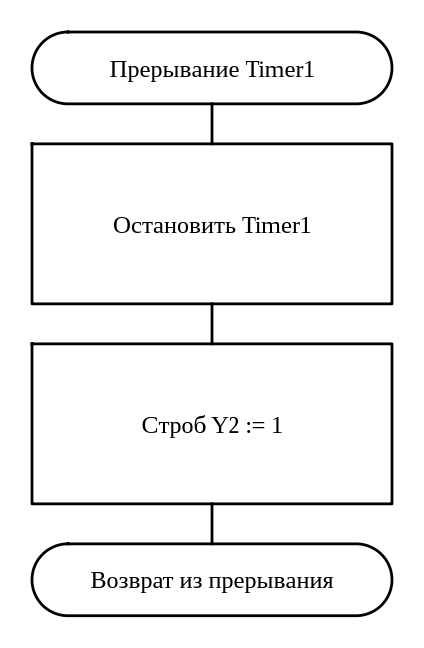 Прерывание Timer1
Остановить Timer1
Строб Y2 := 1
Возврат из прерывания